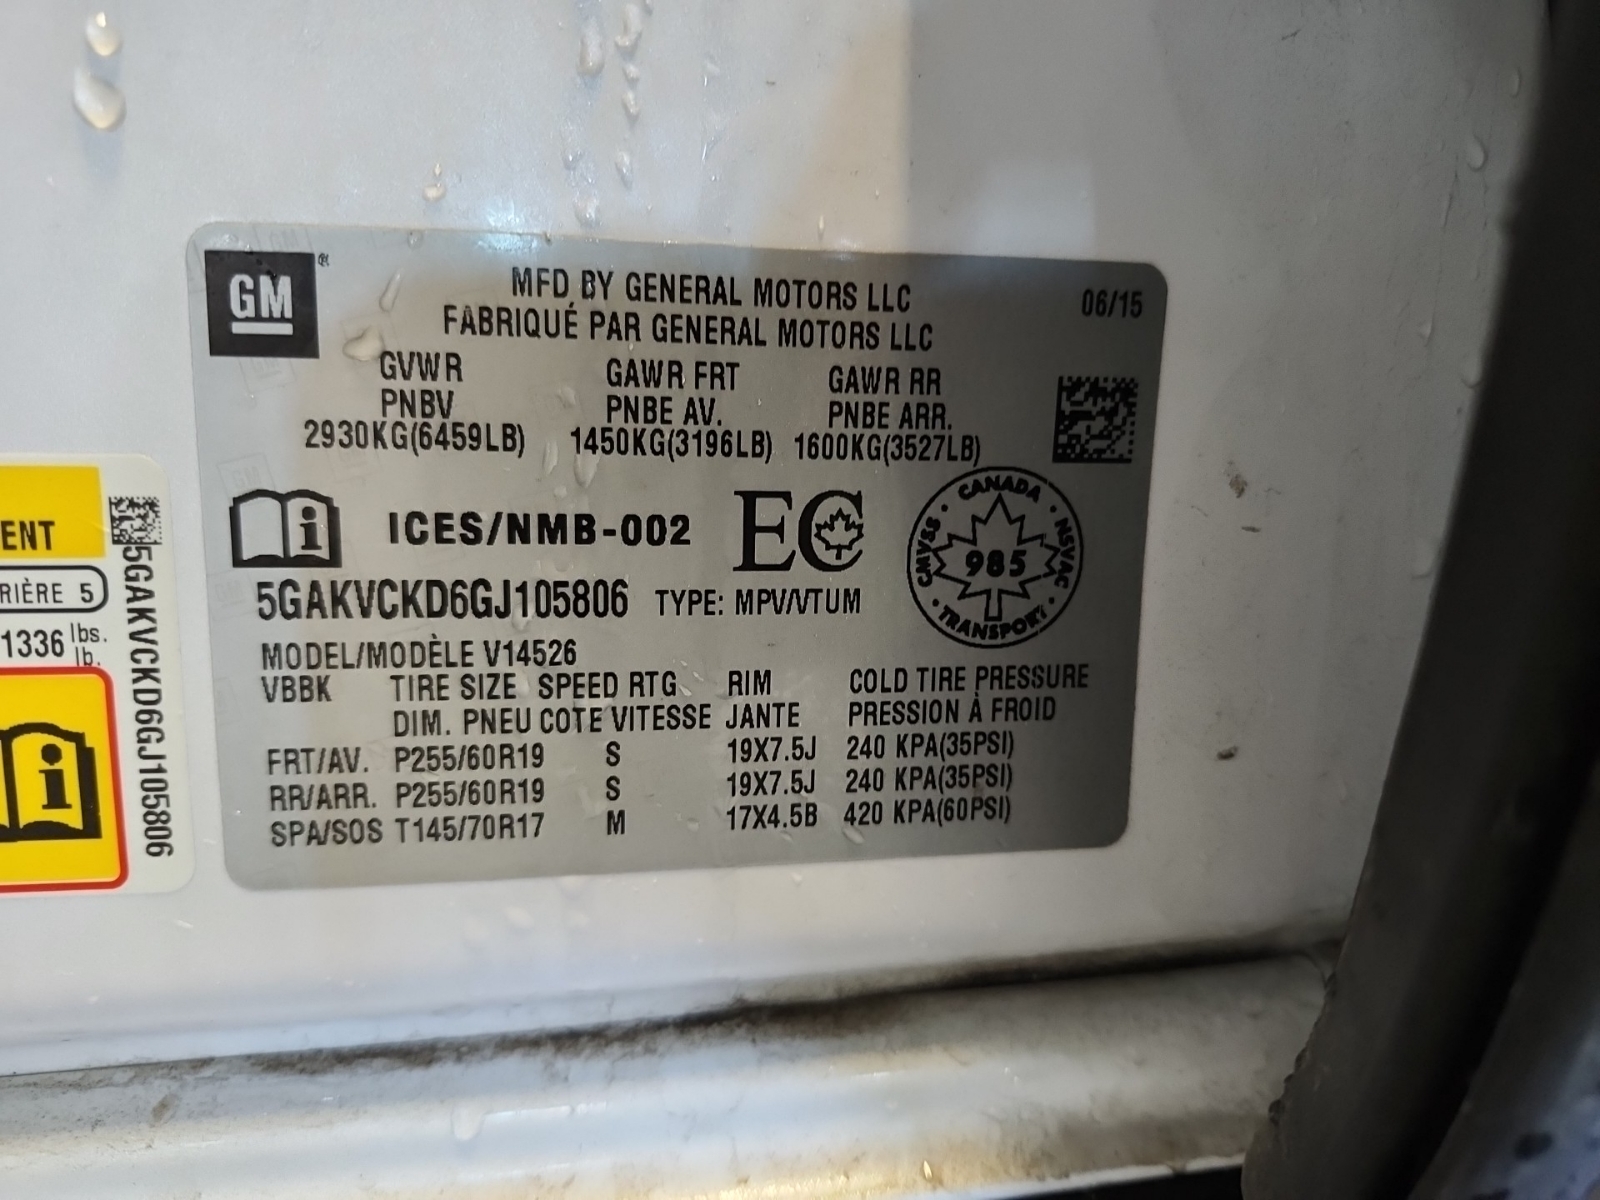 GM
MFD BY GENERAL MOTORS LLC
06/15
FABRIQUÉ PAR GENERAL MOTORS LLC
GVWR GAWR FRT GAWR RR
PNBV PNBE AV. PNBE ARR.
2930KG(6459LB) 1450KG(3196LB) 1600KG(3527LB)
ICES/NMB-002 EC
CANADA
CMVSS 985 NSVAC
TRANSPORT
5GAKVCKD6GJ105806 TYPE: MPV/VTUM
MODEL/MODÈLE V14526
VBBK TIRE SIZE SPEED RTG RIM COLD TIRE PRESSURE
DIM. PNEU COTE VITESSE JANTE PRESSION À FROID
FRT/AV. P255/60R19 S 19X7.5J 240 KPA(35PSI)
RR/ARR. P255/60R19 S 19X7.5J 240 KPA(35PSI)
SPA/SOS T145/70R17 M 17X4.5B 420 KPA(60PSI)
ENT
RIÈRE 5
1336 lbs.
lb.
5GAKVCKD6GJ105806